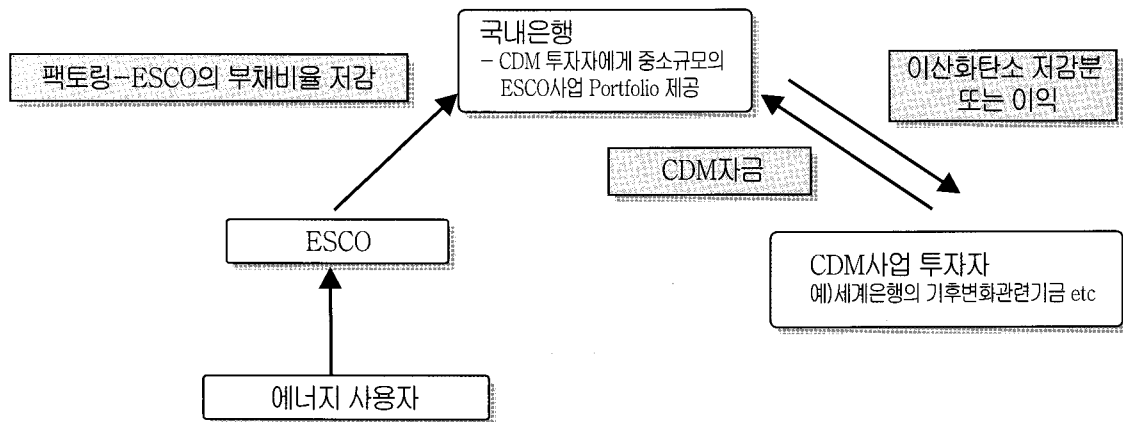 국내은행
- CDM 투자자에게 중소규모의
ESCO사업 Portfolio 제공
팩토링-ESCO의 부채비율 저감
이산화탄소 저감분
또는 이익
CDM자금
ESCO
CDM사업 투자자
예)세계은행의 기후변화관련기금 etc
에너지 사용자